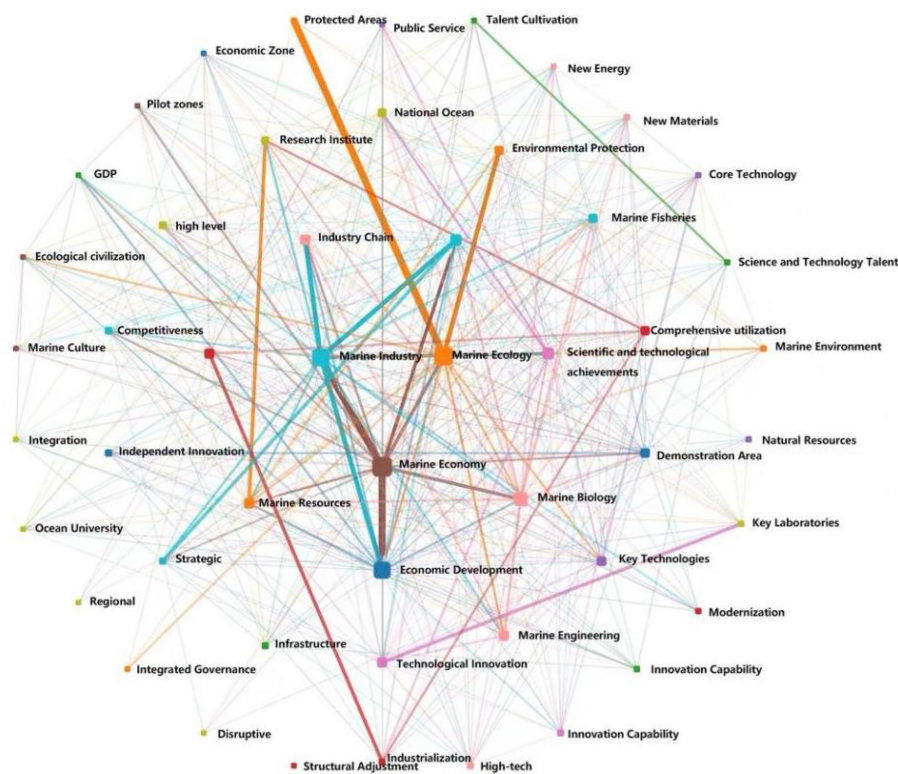 Protected Areas
Talent Cultivation
Public Service
Economic Zone
New Energy
Pilot zones
National Ocean
New Materials
Research Institute
Environmental Protection
GDP
Core Technology
Marine Fisheries
high level
Industry Chain
Ecological civilization
Science and Technology Talent
Competitiveness
Comprehensive utilization
Marine Culture
Marine Industry
Marine Ecology
Scientific and technological
achievements
Marine Environment
Integration
Independent Innovation
Marine Economy
Demonstration Area
Natural Resources
Marine Resources
Marine Biology
Ocean University
Key Laboratories
Strategic
Economic Development
Key Technologies
Regional
Modernization
Infrastructure
Marine Engineering
Integrated Governance
Technological Innovation
Innovation Capability
Disruptive
Innovation Capability
Industrialization
Structural Adjustment
High-tech